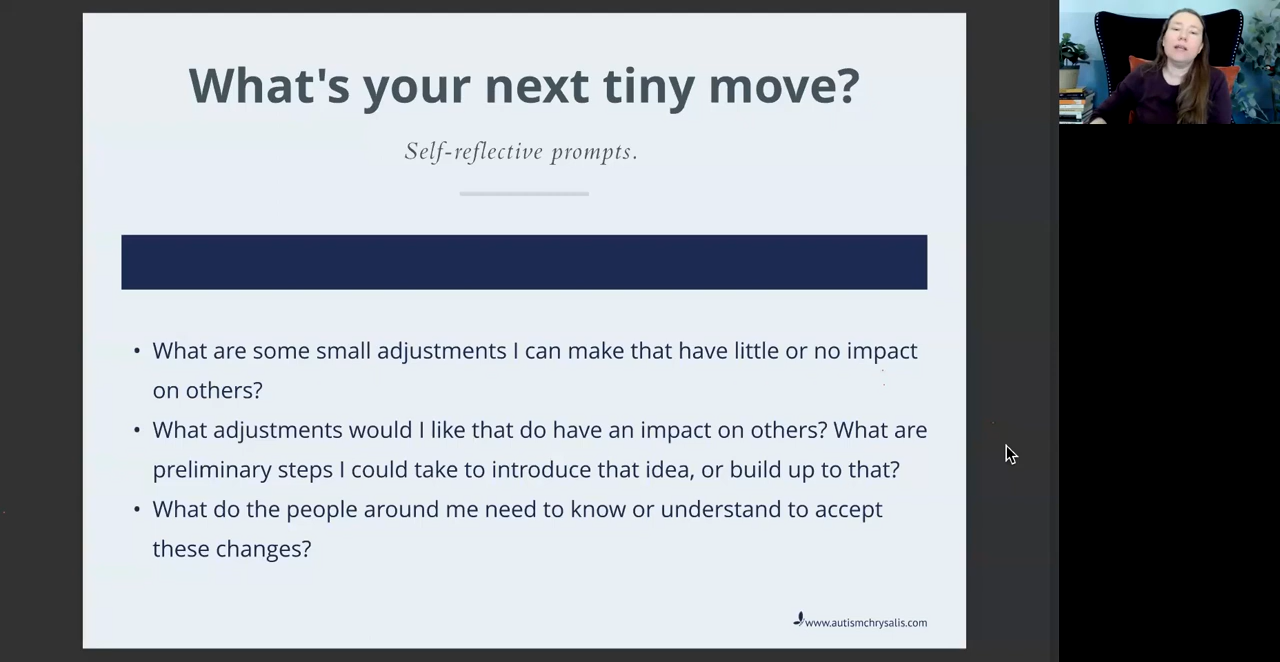 What's your next tiny move?
Self-reflective prompts.
• What are some small adjustments I can make that have little or no impact
on others?
• What adjustments would I like that do have an impact on others? What are
preliminary steps I could take to introduce that idea, or build up to that?
• What do the people around me need to know or understand to accept
these changes?
www.autismchrysalis.com